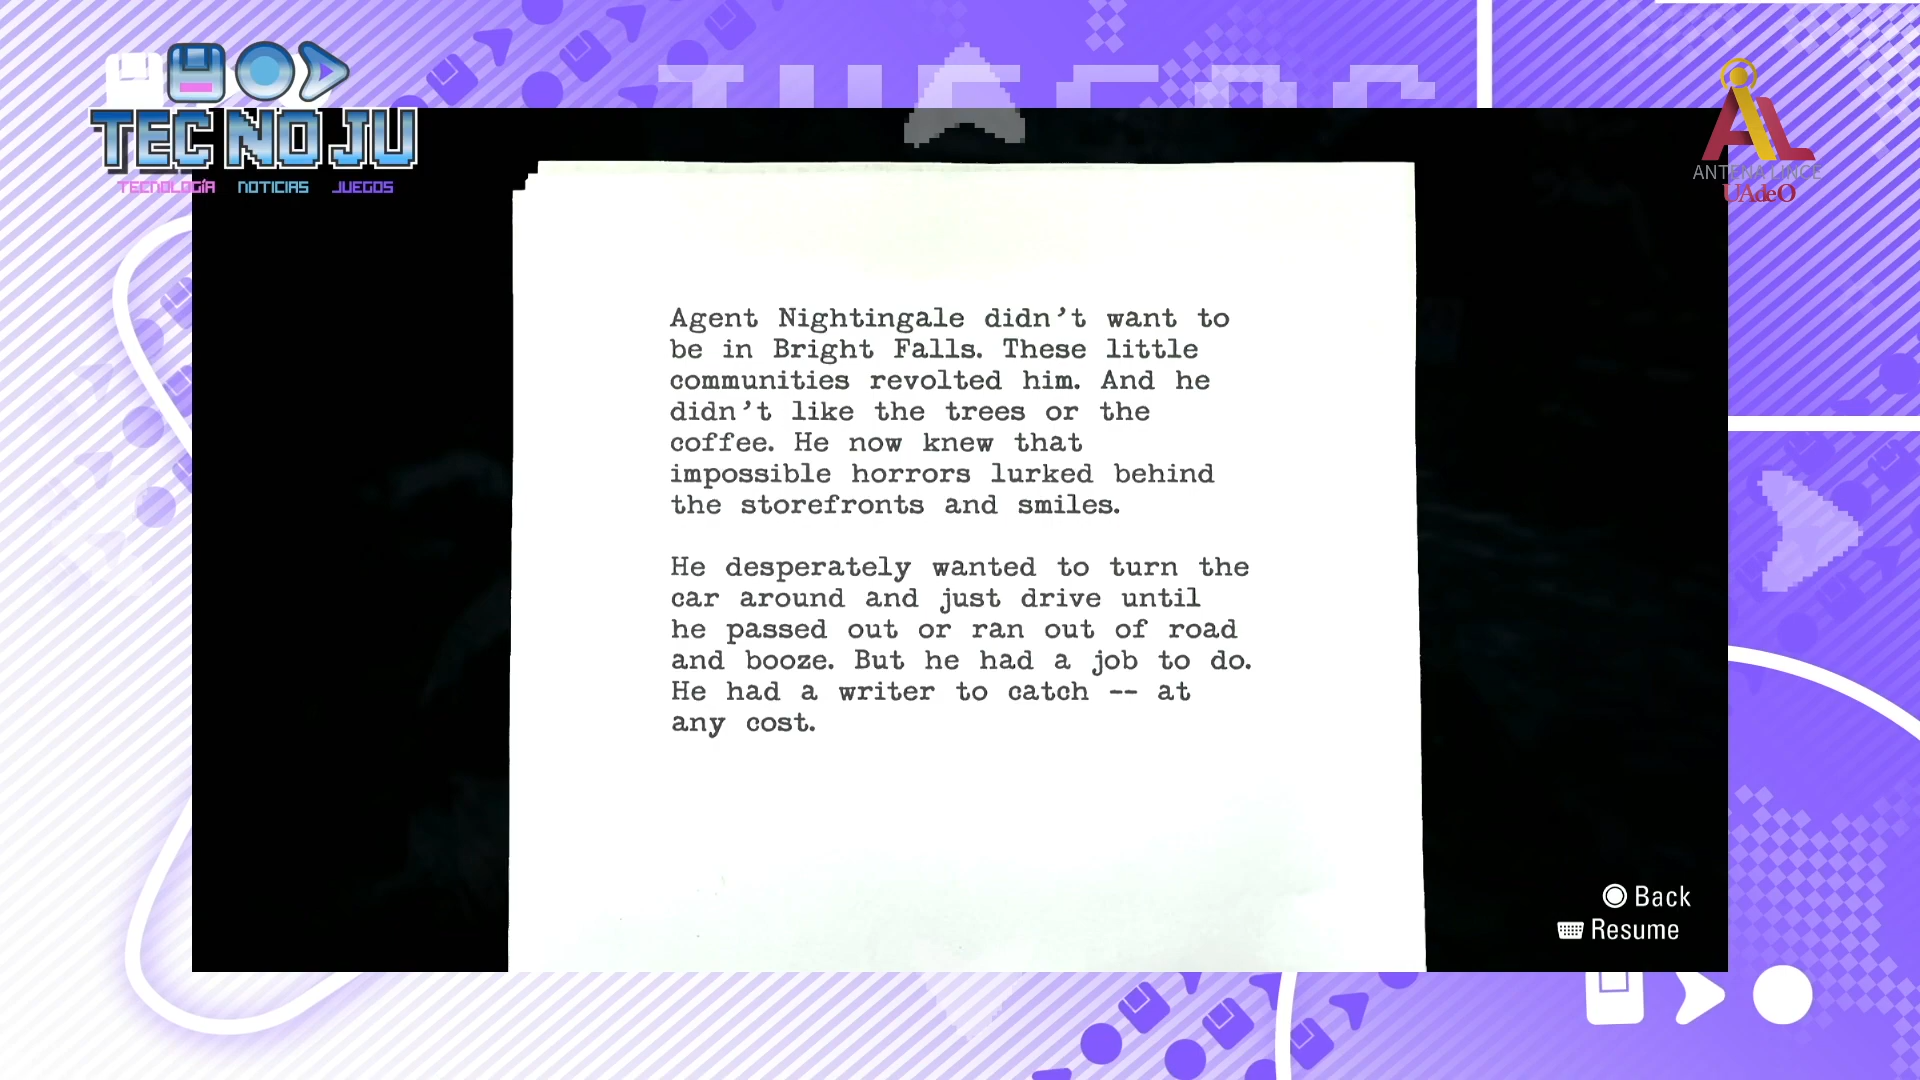 TECNOJU
TECNOLOGÍA NOTICIAS JUEGOS
ANTENA LINCE
UAdeO
Agent Nightingale didn't want to
be in Bright Falls. These little
communities revolted him. And he
didn't like the trees or the
coffee. He now knew that
impossible horrors lurked behind
the storefronts and smiles.
He desperately wanted to turn the
car around and just drive until
he passed out or ran out of road
and booze. But he had a job to do.
He had a writer to catch -- at
any cost.
Back
Resume